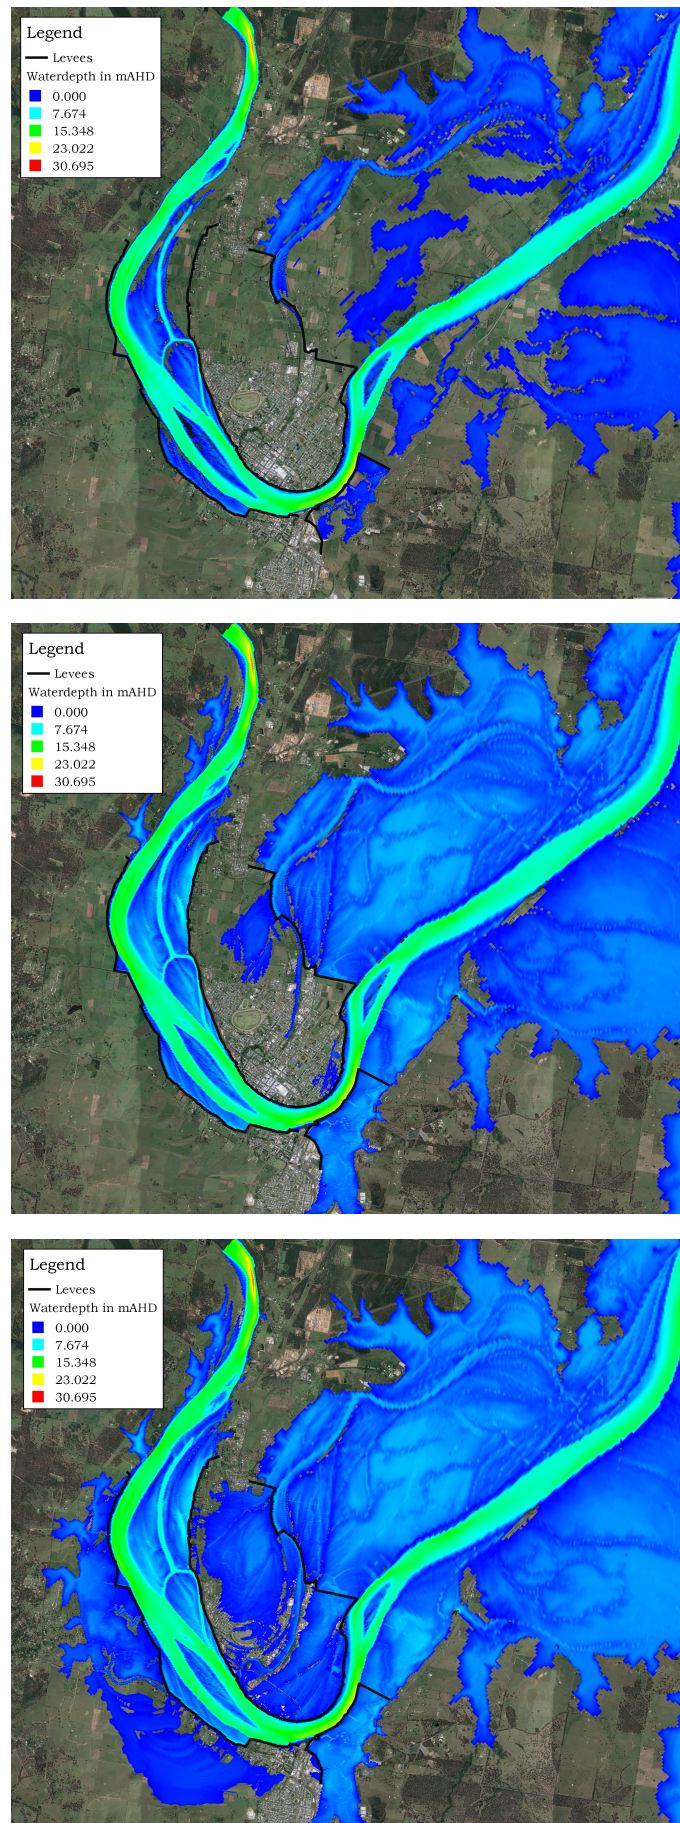 Legend
Levees
Waterdepth in mAHD
0.000
7.674
15.348
23.022
30.695
Legend
Levees
Waterdepth in mAHD
0.000
7.674
15.348
23.022
30.695
Legend
Levees
Waterdepth in mAHD
0.000
7.674
15.348
23.022
30.695